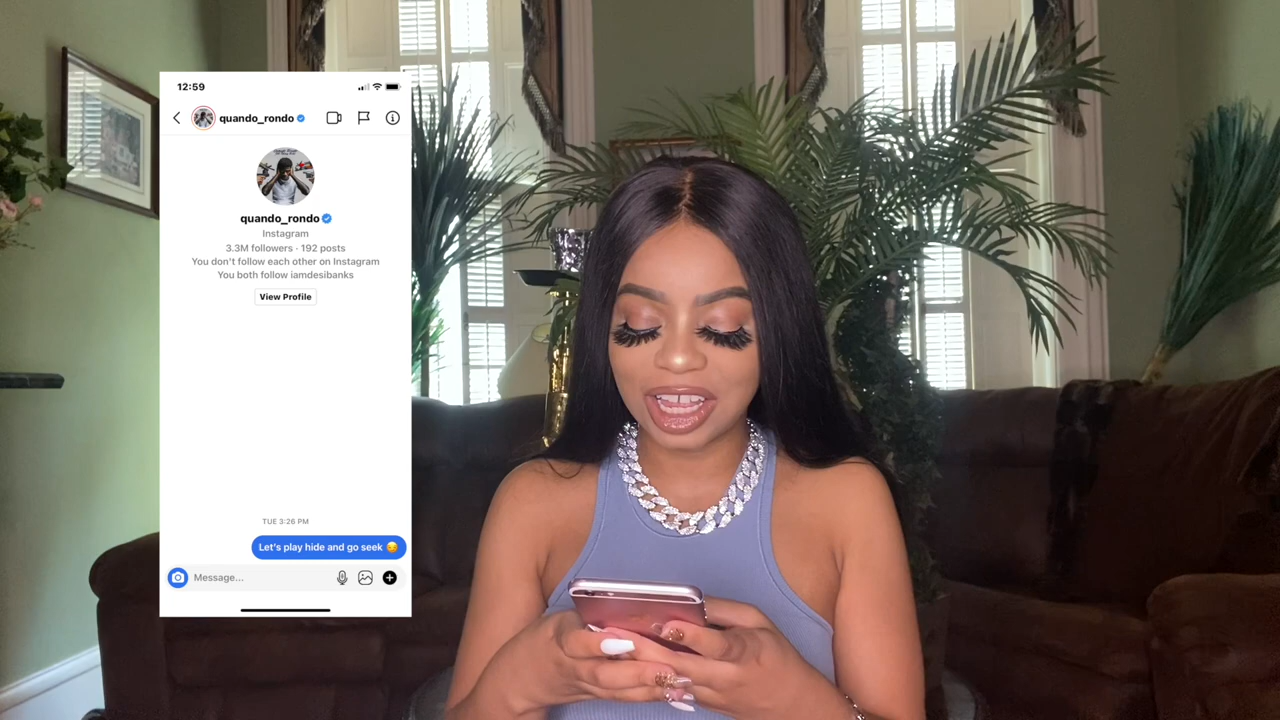 12:59
quando_rondo
quando_rondo
Instagram
3.3M followers · 192 posts
You don't follow each other on Instagram
You both follow iamdesibanks
View Profile
TUE 3:26 PM
Let's play hide and go seek 😏
Message...